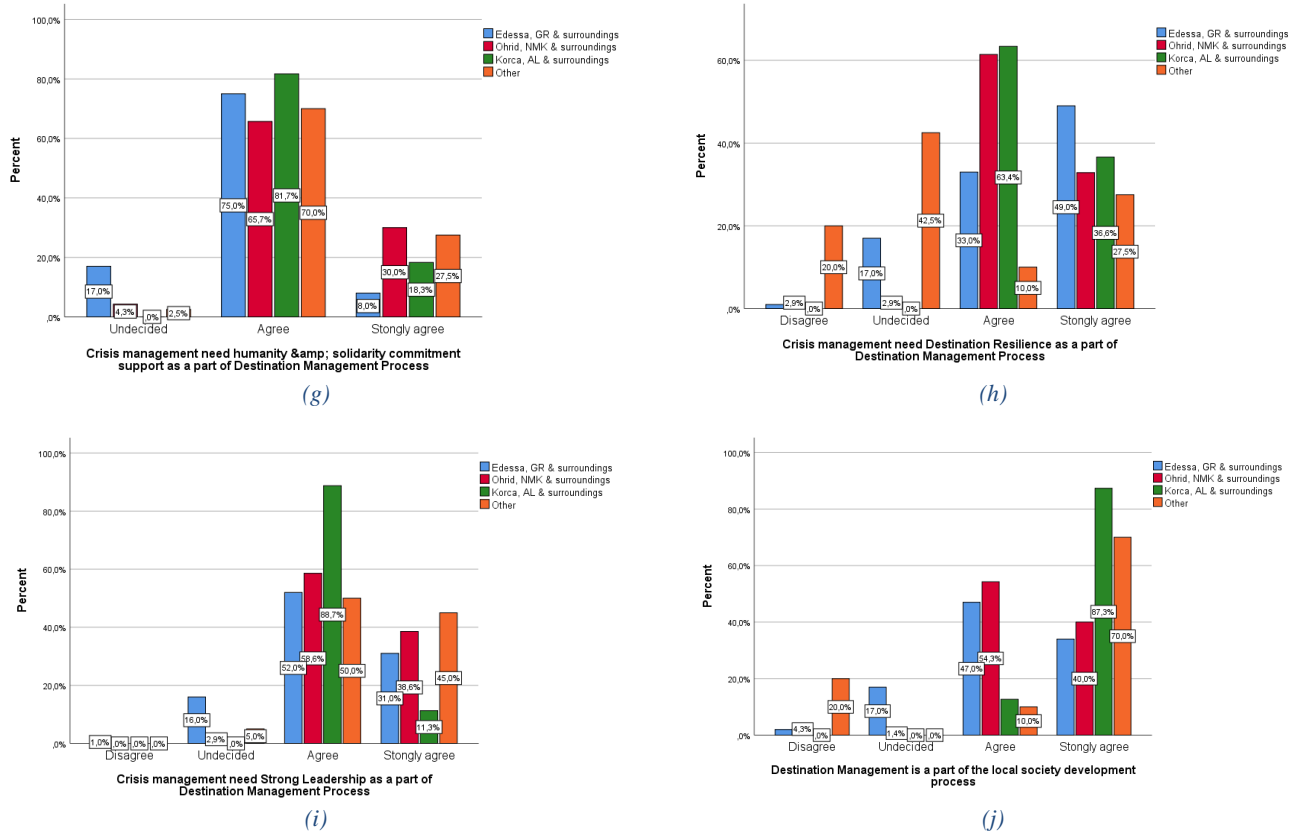 100,0%
80,0%
60,0%
40,0%
20,0%
,0%
Percent
75,0%
65,7%
81,7%
70,0%
17,0%
4,3%
,0%
2,5%
8,0%
30,0%
18,3%
27,5%
Undecided Agree Stongly agree
Edessa, GR & surroundings
Ohrid, NMK & surroundings
Korca, AL & surroundings
Other
Crisis management need humanity &amp; solidarity commitment
support as a part of Destination Management Process
(g)
60,0%
40,0%
20,0%
,0%
Percent
2,9%
,0%
20,0%
17,0%
2,9%
,0%
42,5%
33,0%
63,4%
10,0%
49,0%
36,6%
27,5%
Disagree Undecided Agree Stongly agree
Edessa, GR & surroundings
Ohrid, NMK & surroundings
Korca, AL & surroundings
Other
Crisis management need Destination Resilience as a part of
Destination Management Process
(h)
100,0%
80,0%
60,0%
40,0%
20,0%
,0%
Percent
1,0%
,0%
,0%
,0%
16,0%
2,9%
,0%
5,0%
52,0%
58,6%
88,7%
50,0%
31,0%
38,6%
11,3%
45,0%
Disagree Undecided Agree Stongly agree
Edessa, GR & surroundings
Ohrid, NMK & surroundings
Korca, AL & surroundings
Other
Crisis management need Strong Leadership as a part of
Destination Management Process
(i)
100,0%
80,0%
60,0%
40,0%
20,0%
,0%
Percent
4,3%
,0%
20,0%
17,0%
1,4%
,0%
,0%
47,0%
54,3%
10,0%
40,0%
87,3%
70,0%
Disagree Undecided Agree Stongly agree
Edessa, GR & surroundings
Ohrid, NMK & surroundings
Korca, AL & surroundings
Other
Destination Management is a part of the local society development
process
(j)